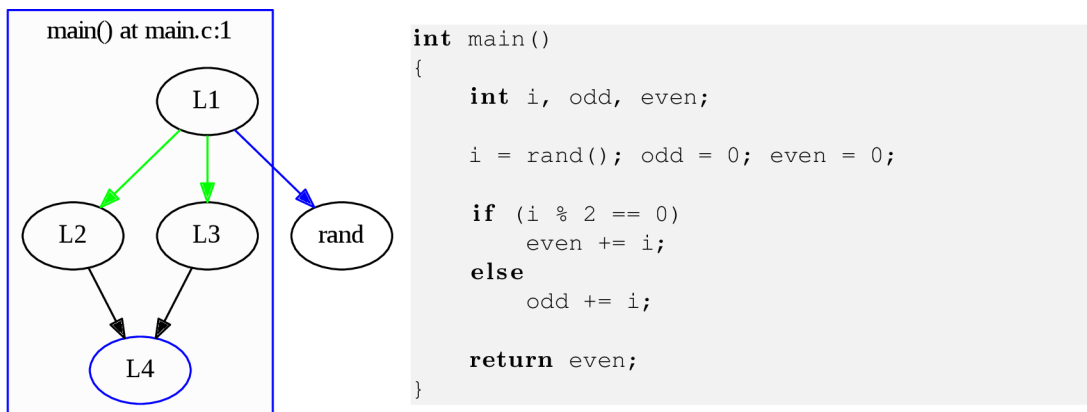 main() at main.c:1
L1
L2
L3
rand
L4
int main()
{
    int i, odd, even;
    i = rand(); odd = 0; even = 0;
    if (i % 2 == 0)
        even += i;
    else
        odd += i;
    return even;
}